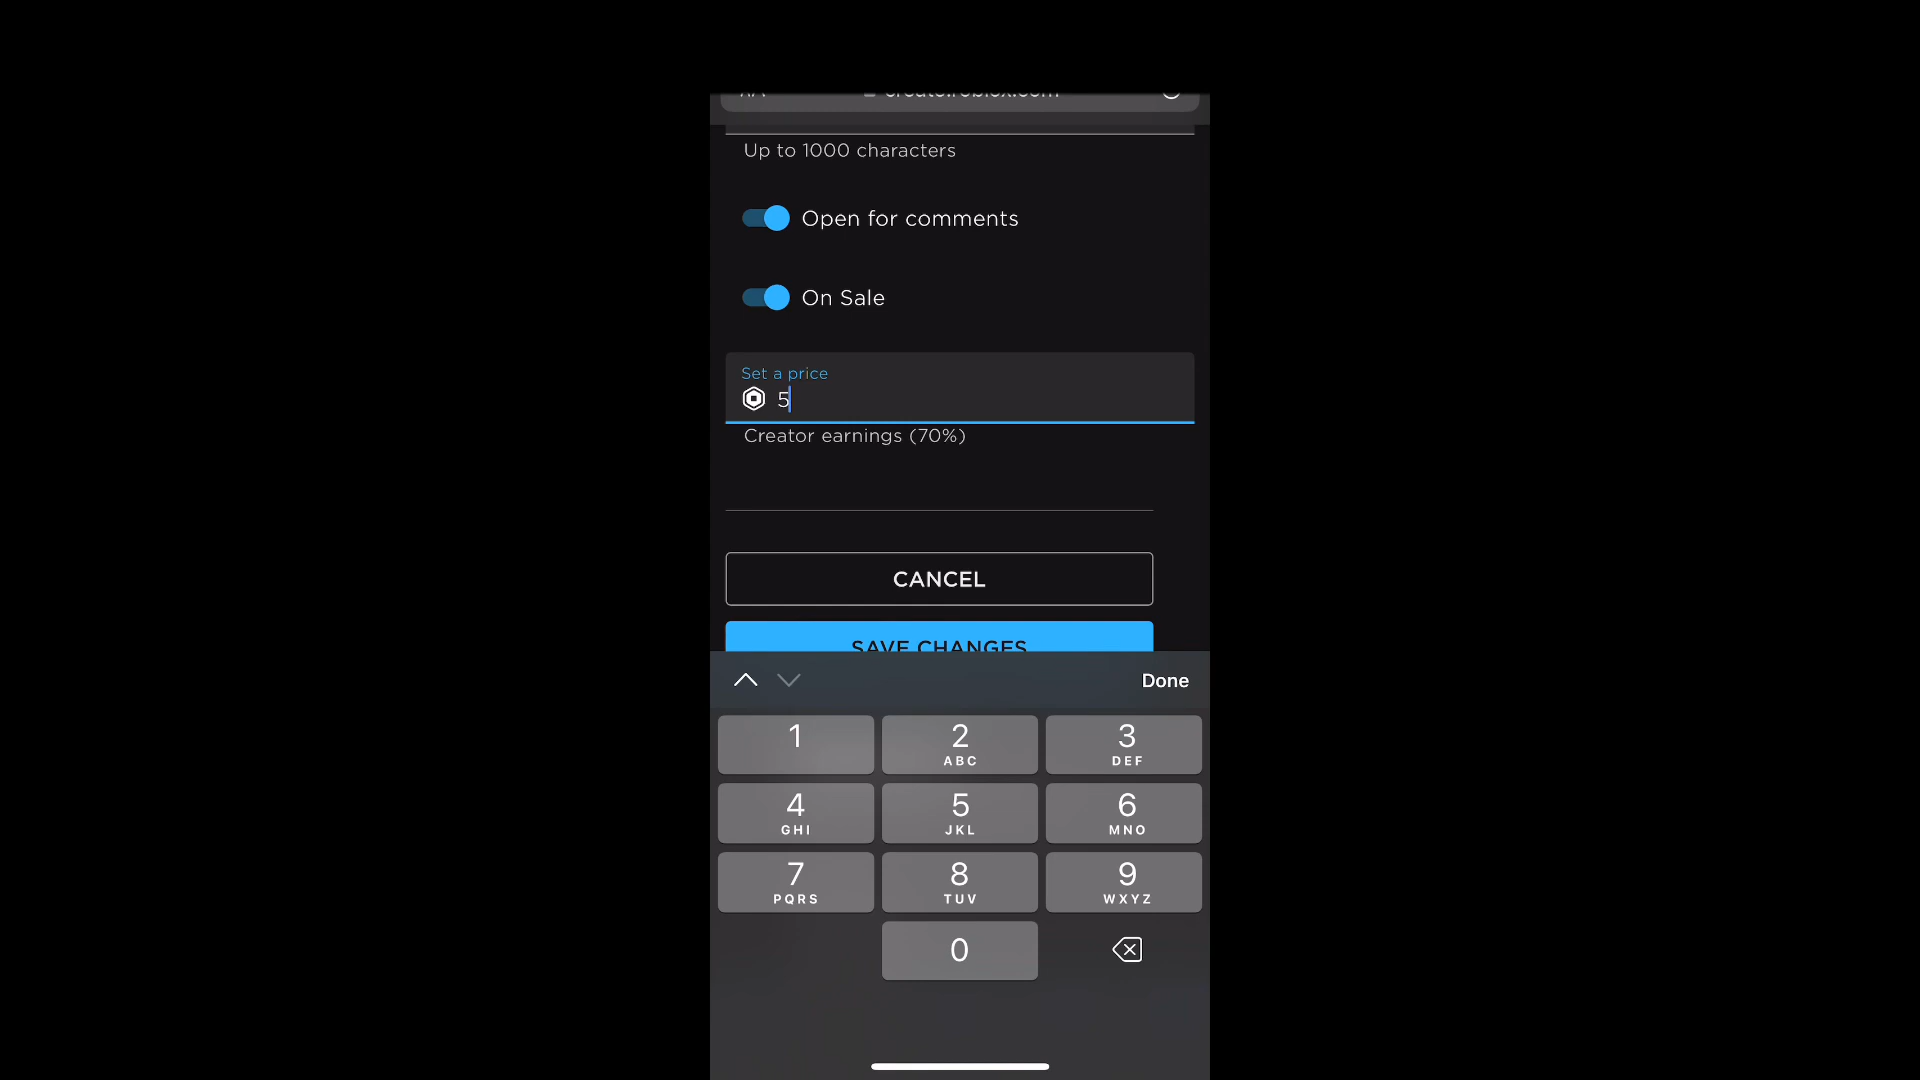 Up to 1000 characters
Open for comments
On Sale
Set a price
5
Creator earnings (70%)
CANCEL
SAVE CHANGES
Done
1
2
ABC
3
DEF
4
GHI
5
JKL
6
MNO
7
PQRS
8
TUV
9
WXYZ
0